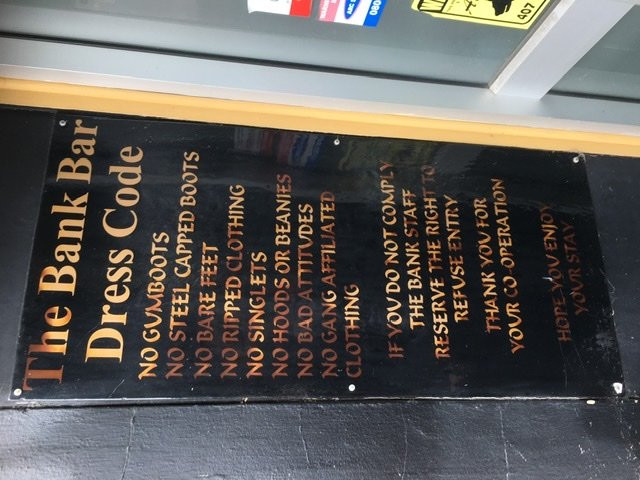 The Bank Bar
Dress Code
NO GUMBOOTS
NO STEEL CAPPED BOOTS
NO BARE FEET
NO RIPPED CLOTHING
NO SINGLETS
NO HOODS OR BEANIES
NO BAD ATTITUDES
NO GANG AFFILIATED
CLOTHING
IF YOU DO NOT COMPLY
THE BANK STAFF
RESERVE THE RIGHT TO
REFUSE ENTRY
THANK YOU FOR
YOUR CO-OPERATION
HOPE YOU ENJOY
YOUR STAY
407
080